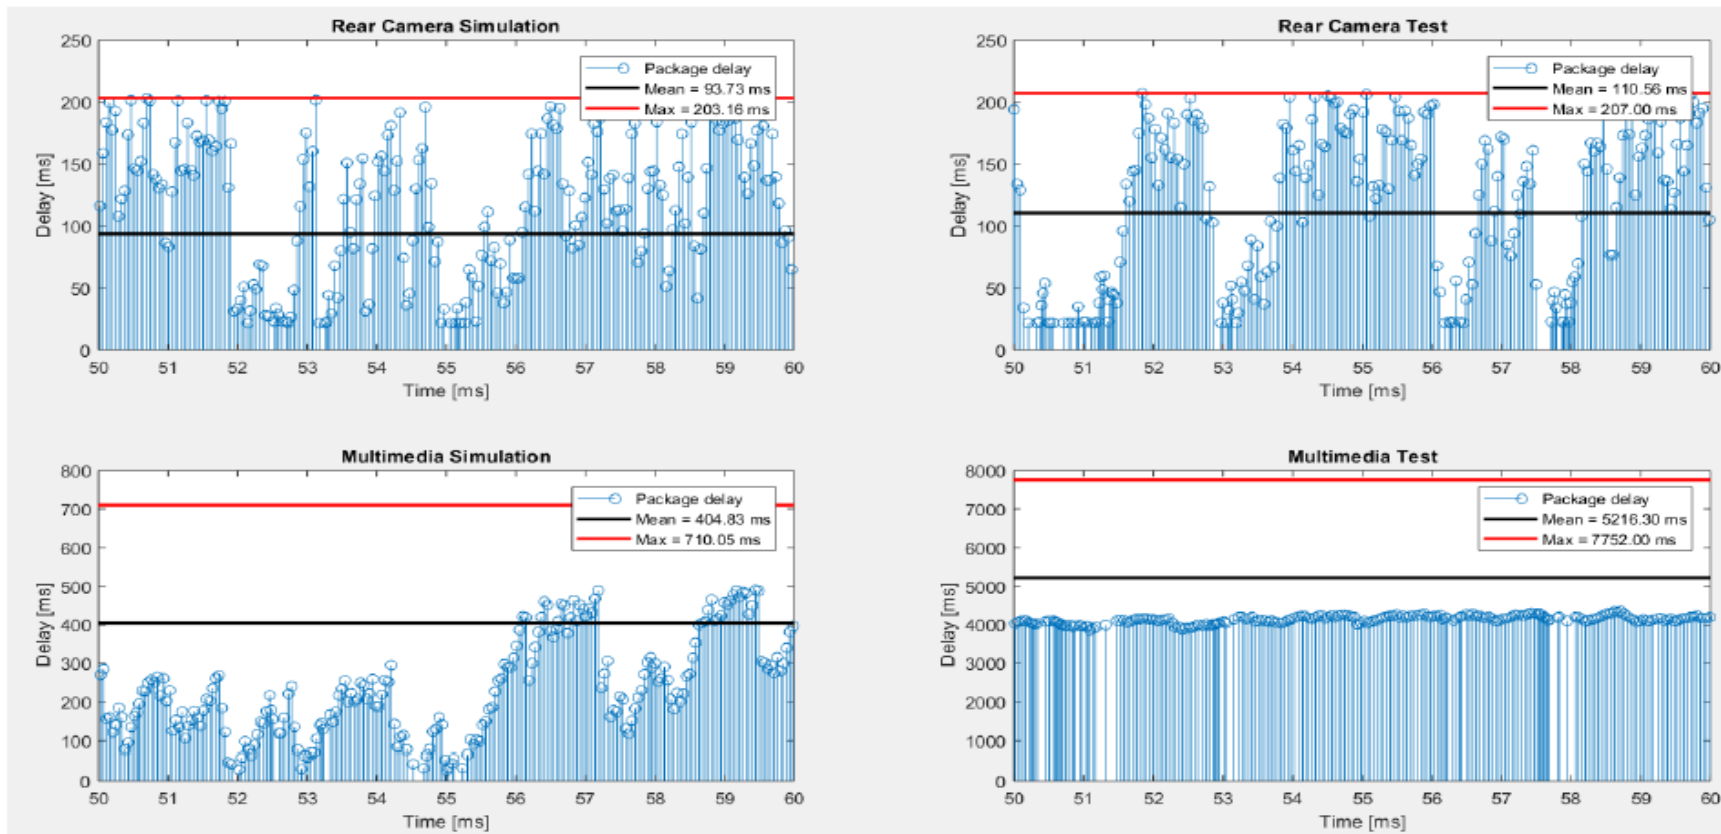 Rear Camera Simulation
250
200
150
100
50
0
Delay [ms]
Package delay
Mean = 93.73 ms
Max = 203.16 ms
50 51 52 53 54 55 56 57 58 59 60
Time [ms]
Rear Camera Test
250
200
150
100
50
0
Delay [ms]
Package delay
Mean = 110.56 ms
Max = 207.00 ms
50 51 52 53 54 55 56 57 58 59 60
Time [ms]
Multimedia Simulation
800
700
600
500
400
300
200
100
0
Delay [ms]
Package delay
Mean = 404.83 ms
Max = 710.05 ms
50 51 52 53 54 55 56 57 58 59 60
Time [ms]
Multimedia Test
8000
7000
6000
5000
4000
3000
2000
1000
0
Delay [ms]
Package delay
Mean = 5216.30 ms
Max = 7752.00 ms
50 51 52 53 54 55 56 57 58 59 60
Time [ms]